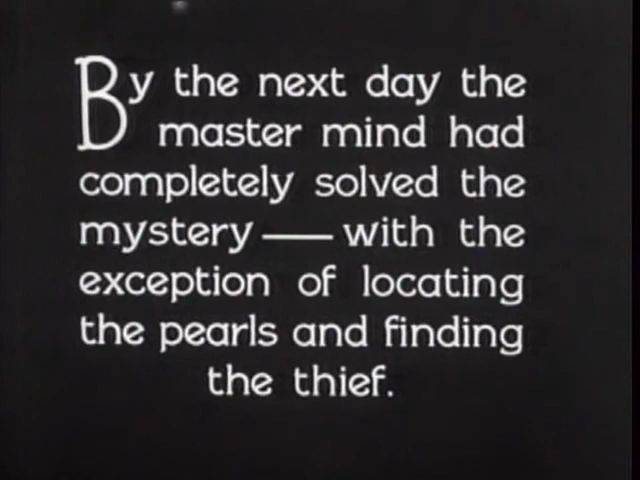 By the next day the
master mind had
completely solved the
mystery — with the
exception of locating
the pearls and finding
the thief.